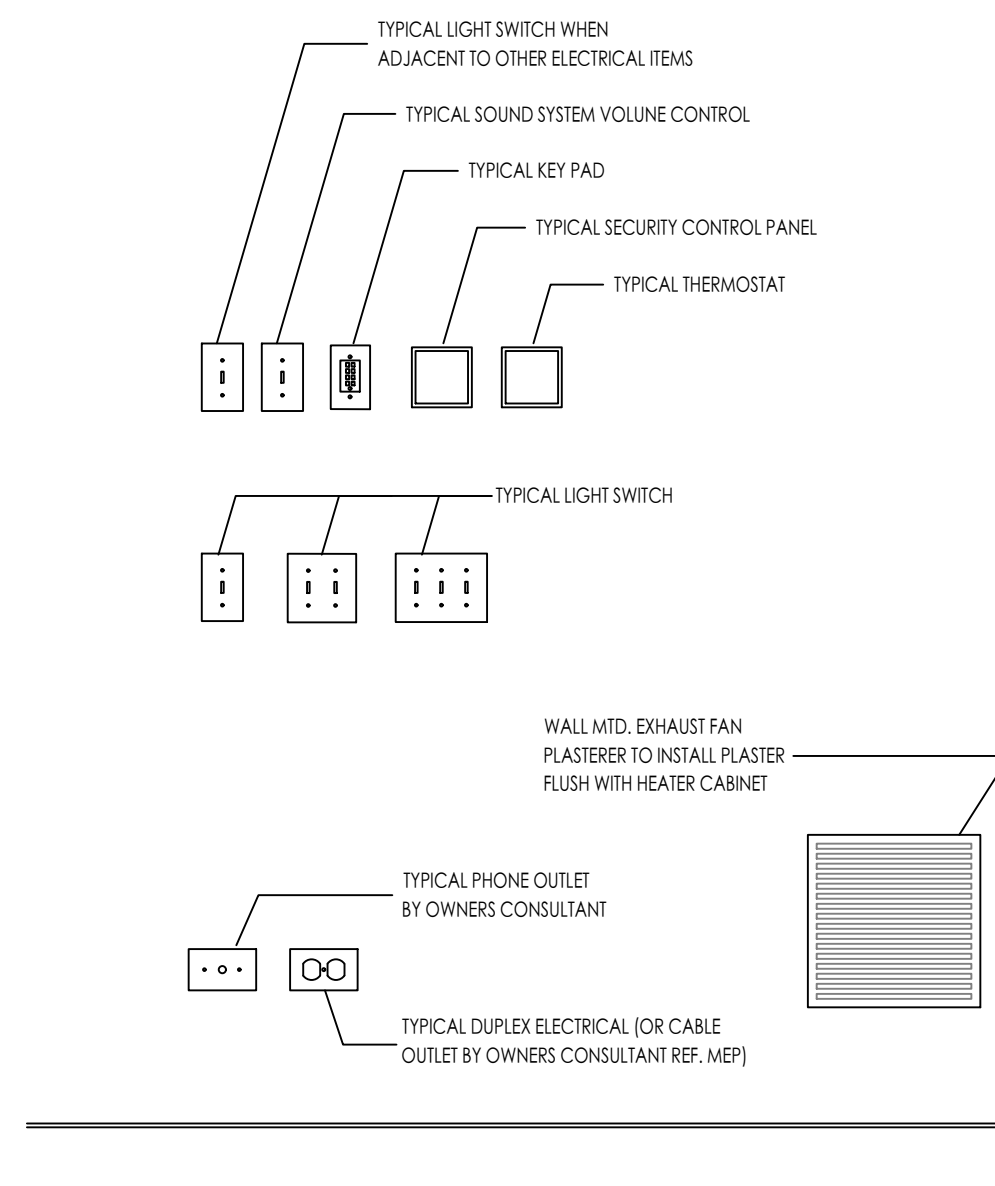 TYPICAL LIGHT SWITCH WHEN
ADJACENT TO OTHER ELECTRICAL ITEMS
TYPICAL SOUND SYSTEM VOLUNE CONTROL
TYPICAL KEY PAD
TYPICAL SECURITY CONTROL PANEL
TYPICAL THERMOSTAT
TYPICAL LIGHT SWITCH
WALL MTD. EXHAUST FAN
PLASTERER TO INSTALL PLASTER
FLUSH WITH HEATER CABINET
TYPICAL PHONE OUTLET
BY OWNERS CONSULTANT
TYPICAL DUPLEX ELECTRICAL (OR CABLE
OUTLET BY OWNERS CONSULTANT REF. MEP)